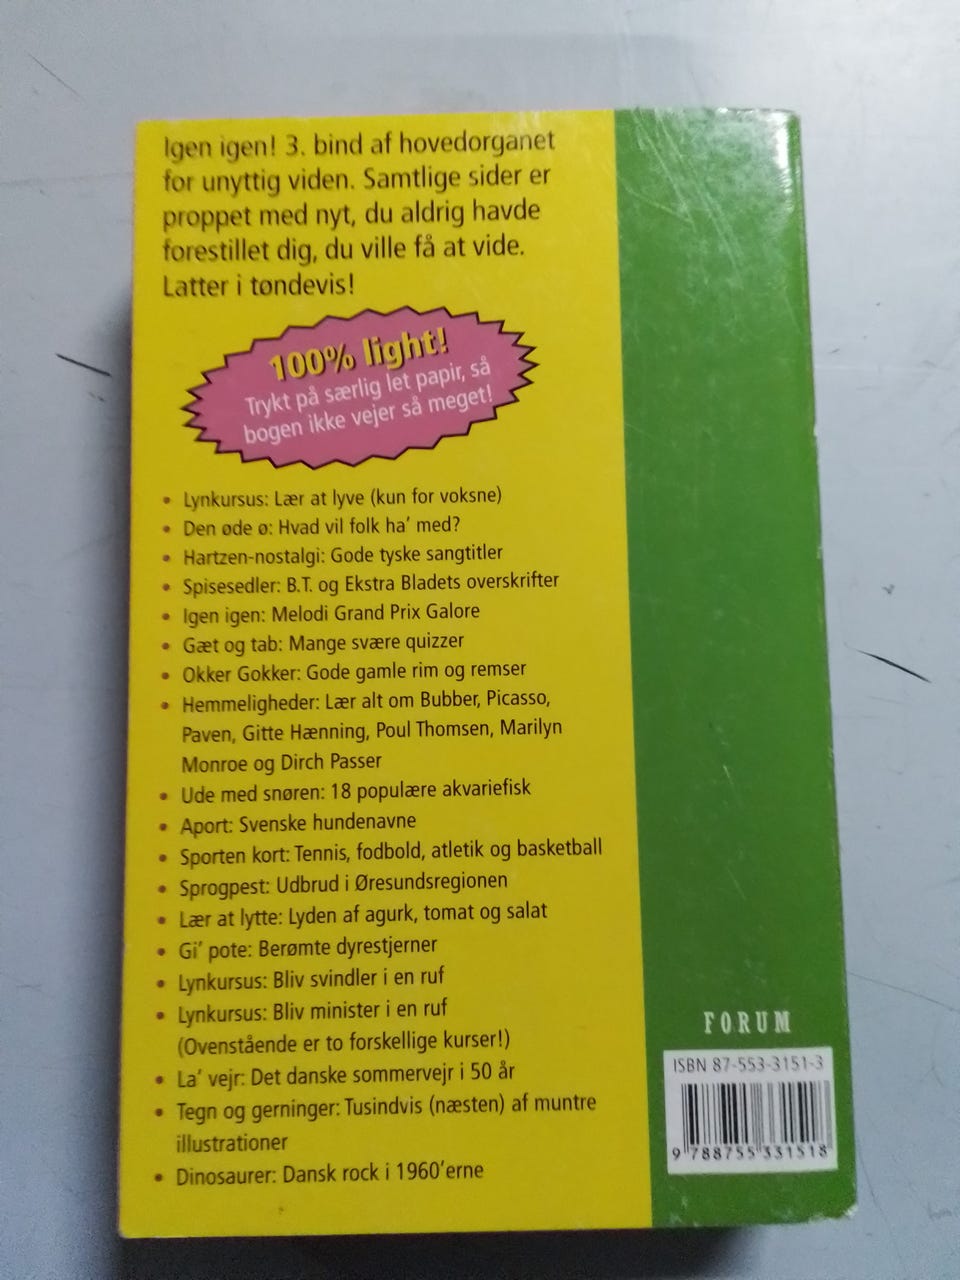 Igen igen! 3. bind af hovedorganet
for unyttig viden. Samtlige sider er
proppet med nyt, du aldrig havde
forestillet dig, du ville få at vide.
Latter i tøndevis!
100% light!
Trykt på særlig let papir, så
bogen ikke vejer så meget!
• Lynkursus: Lær at lyve (kun for voksne)
• Den øde ø: Hvad vil folk ha' med?
• Hartzen-nostalgi: Gode tyske sangtitler
• Spisesedler: B.T. og Ekstra Bladets overskrifter
• Igen igen: Melodi Grand Prix Galore
• Gæt og tab: Mange svære quizzer
• Okker Gokker: Gode gamle rim og remser
• Hemmeligheder: Lær alt om Bubber, Picasso,
Paven, Gitte Hænning, Poul Thomsen, Marilyn
Monroe og Dirch Passer
• Ude med snøren: 18 populære akvariefisk
• Aport: Svenske hundenavne
• Sporten kort: Tennis, fodbold, atletik og basketball
• Sprogpest: Udbrud i Øresundsregionen
• Lær at lytte: Lyden af agurk, tomat og salat
• Gi' pote: Berømte dyrestjerner
• Lynkursus: Bliv svindler i en ruf
• Lynkursus: Bliv minister i en ruf
(Ovenstående er to forskellige kurser!)
• La' vejr: Det danske sommervejr i 50 år
• Tegn og gerninger: Tusindvis (næsten) af muntre
illustrationer
• Dinosaurer: Dansk rock i 1960'erne
FORUM
ISBN 87-553-3151-3
9 788755 331518